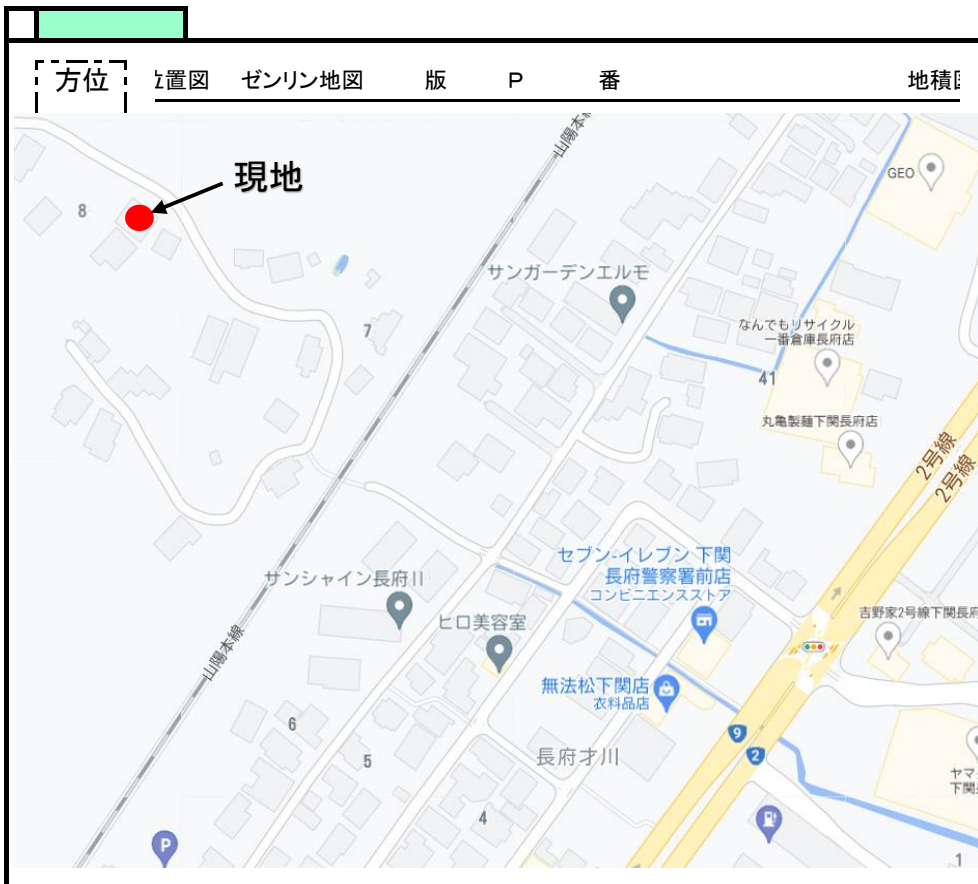 方位
位置図 ゼンリン地図 版 P 番 地積図
山陽本線
現地
GEO
8
サンガーデンエルモ
7
なんでもリサイクル
一番倉庫長府店
41
丸亀製麺下関長府店
2号線
2号線
セブン-イレブン 下関
長府警察署前店
コンビニエンスストア
サンシャイン長府II
ヒロ美容室
吉野家2号線下関長府
山陽本線
無法松下関店
衣料品店
6
5
長府才川
9
2
ヤマ
下関
4
P
1